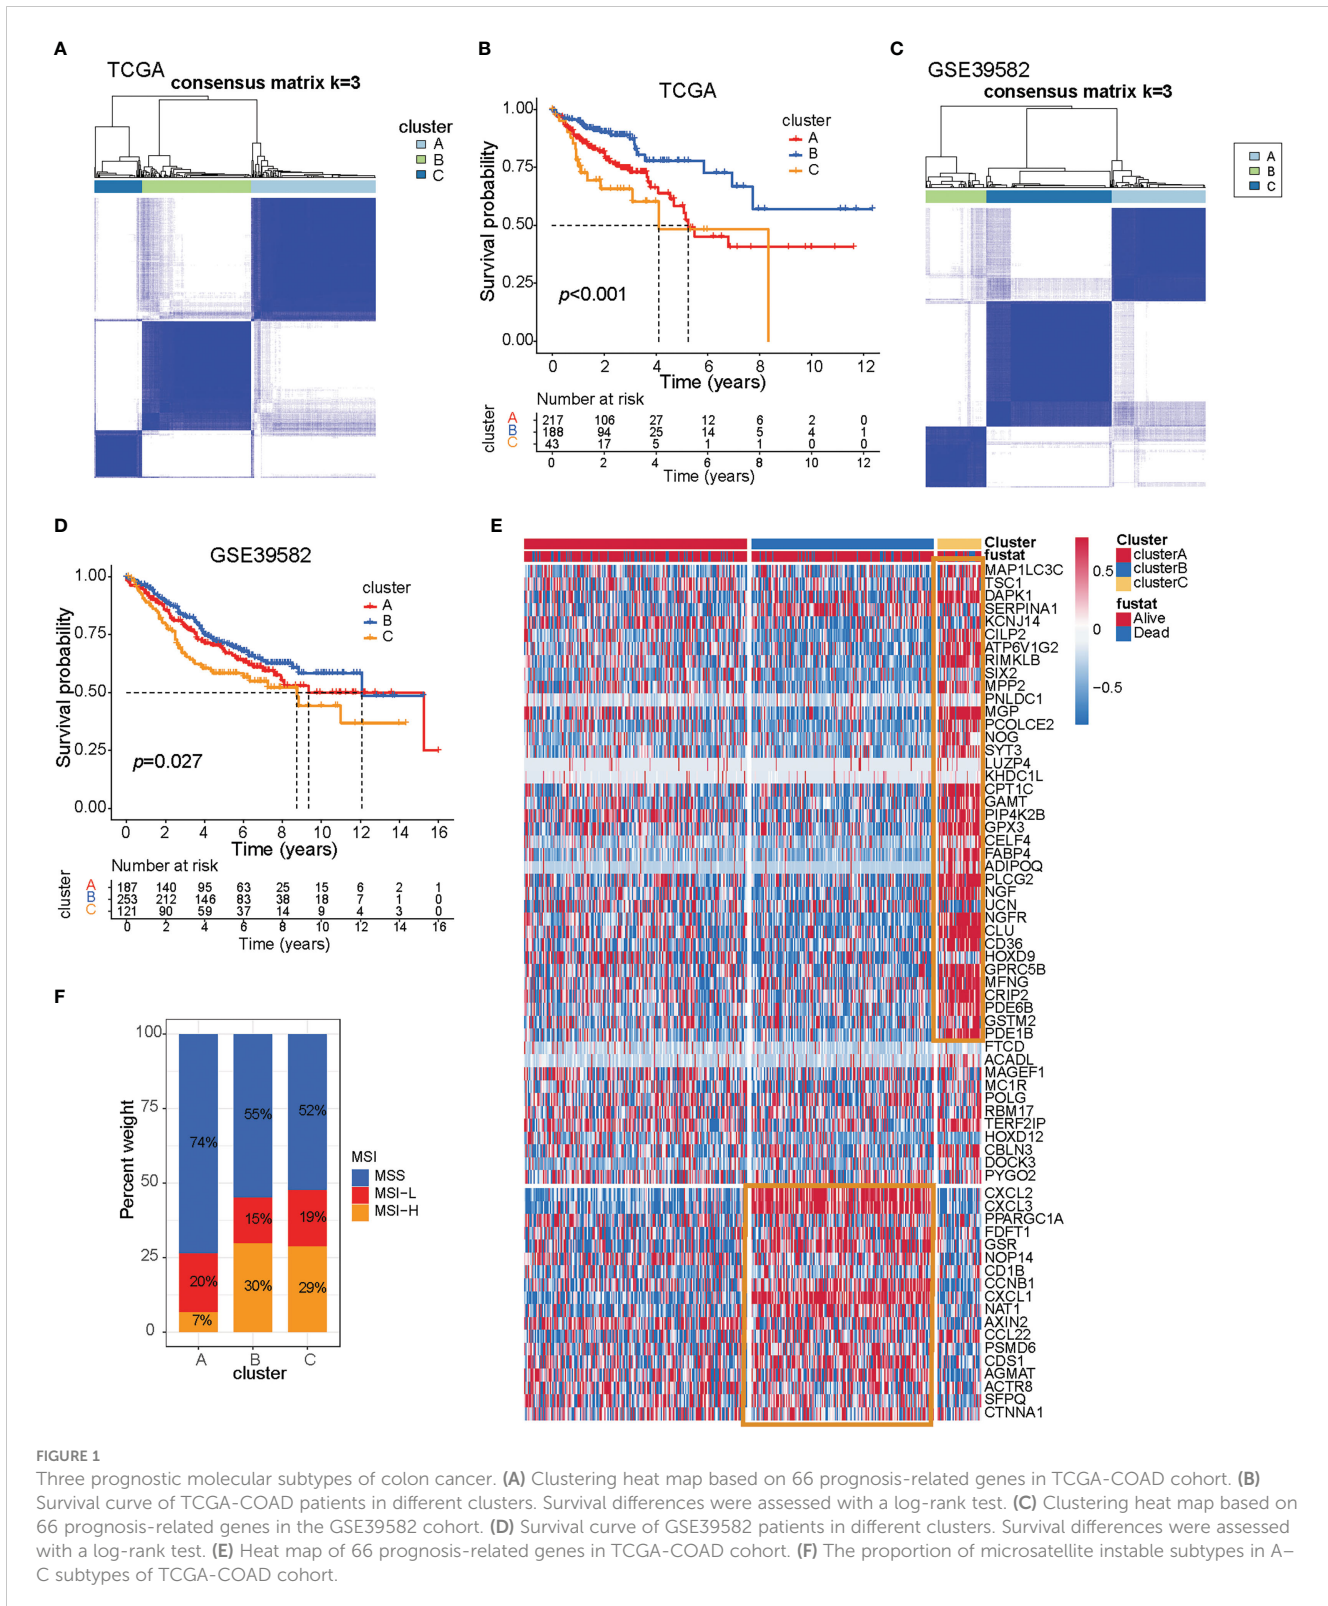 A
TCGA
consensus matrix k=3
cluster
A
B
C
B
TCGA
cluster
A
B
C
Survival probability
1.00
0.75
0.50
0.25
0.00
p<0.001
0 2 4 6 8 10 12
Time (years)
Number at risk
cluster
A 217 106 27 12 6 2 0
B 188 94 25 14 5 4 1
C 43 17 5 1 1 0 0
0 2 4 6 8 10 12
Time (years)
C
GSE39582
consensus matrix k=3
A
B
C
D
GSE39582
cluster
A
B
C
Survival probability
1.00
0.75
0.50
0.25
0.00
p=0.027
0 2 4 6 8 10 12 14 16
Time (years)
Number at risk
cluster
A 187 140 95 63 25 15 6 2 1
B 253 212 146 83 38 18 7 1 0
C 121 90 59 37 14 9 4 3 0
0 2 4 6 8 10 12 14 16
Time (years)
E
Cluster
fustat
MAP1LC3C
TSC1
DAPK1
SERPINA1
KCNJ14
CILP2
ATP6V1G2
RIMKLB
SIX2
MPP2
PNLDC1
MGP
PCOLCE2
NOG
SYT3
LUZP4
KHDC1L
CPT1C
GAMT
PIP4K2B
GPX3
CELF4
FABP4
ADIPOQ
PLCG2
NGF
UCN
NGFR
CLU
CD36
HOXD9
GPRC5B
MFNG
CRIP2
PDE6B
GSTM2
PDE1B
FTCD
ACADL
MAGEF1
MC1R
POLG
RBM17
TERF2IP
HOXD12
CBLN3
DOCK3
PYGO2
CXCL2
CXCL3
PPARGC1A
FDFT1
GSR
NOP14
CD1B
CCNB1
CXCL1
NAT1
AXIN2
CCL22
PSMD6
CDS1
AGMAT
ACTR8
SFPQ
CTNNA1
0.5
0
−0.5
Cluster
clusterA
clusterB
clusterC
fustat
Alive
Dead
F
Percent weight
100
75
50
25
0
74%
20%
7%
55%
15%
30%
52%
19%
29%
A B C
cluster
MSI
MSS
MSI−L
MSI−H
FIGURE 1
Three prognostic molecular subtypes of colon cancer. (A) Clustering heat map based on 66 prognosis-related genes in TCGA-COAD cohort. (B)
Survival curve of TCGA-COAD patients in different clusters. Survival differences were assessed with a log-rank test. (C) Clustering heat map based on
66 prognosis-related genes in the GSE39582 cohort. (D) Survival curve of GSE39582 patients in different clusters. Survival differences were assessed
with a log-rank test. (E) Heat map of 66 prognosis-related genes in TCGA-COAD cohort. (F) The proportion of microsatellite instable subtypes in A–
C subtypes of TCGA-COAD cohort.